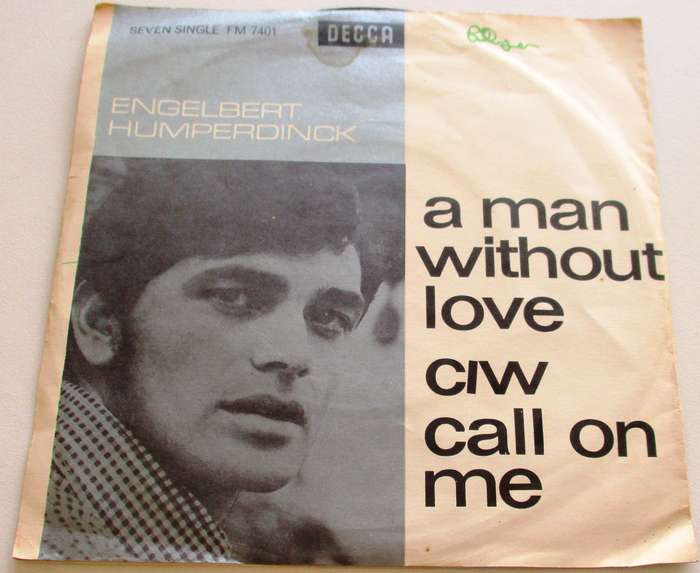 SEVEN SINGLE FM 7401
DECCA
ENGELBERT
HUMPERDINCK
a man
without
love
c/w
call on
me